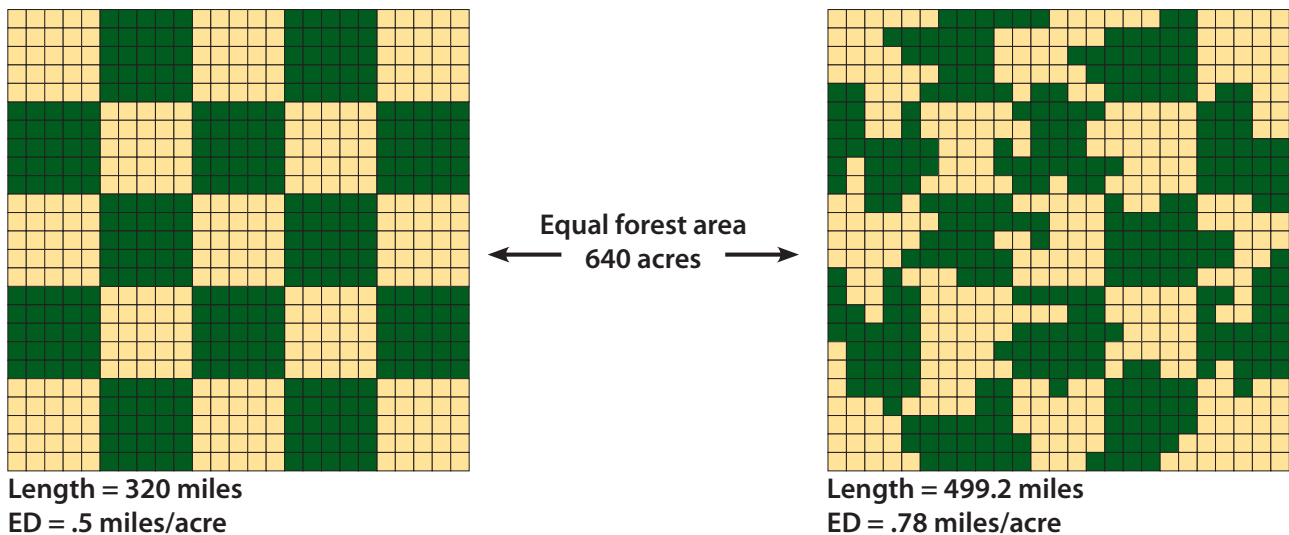 Equal forest area
640 acres
Length = 320 miles
ED = .5 miles/acre
Length = 499.2 miles
ED = .78 miles/acre